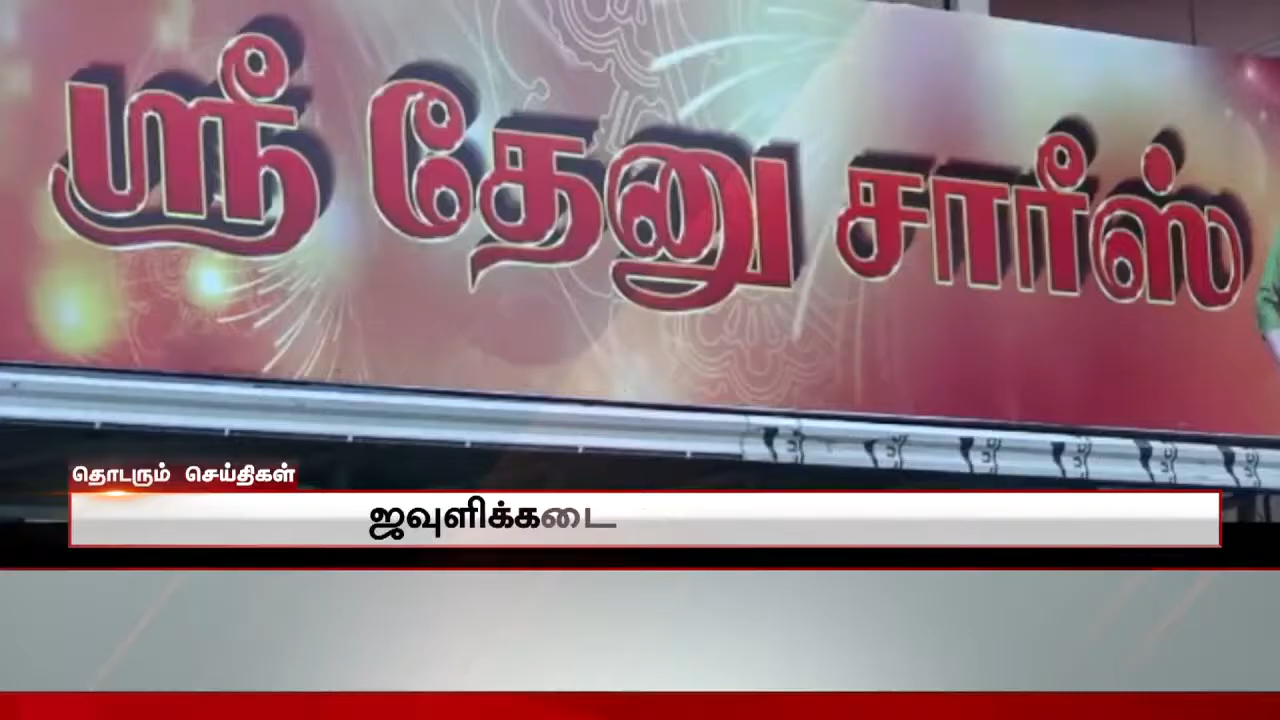 ஸ்ரீ தேனு சாரீஸ்
தொடரும் செய்திகள்
ஜவுளிக்கடை